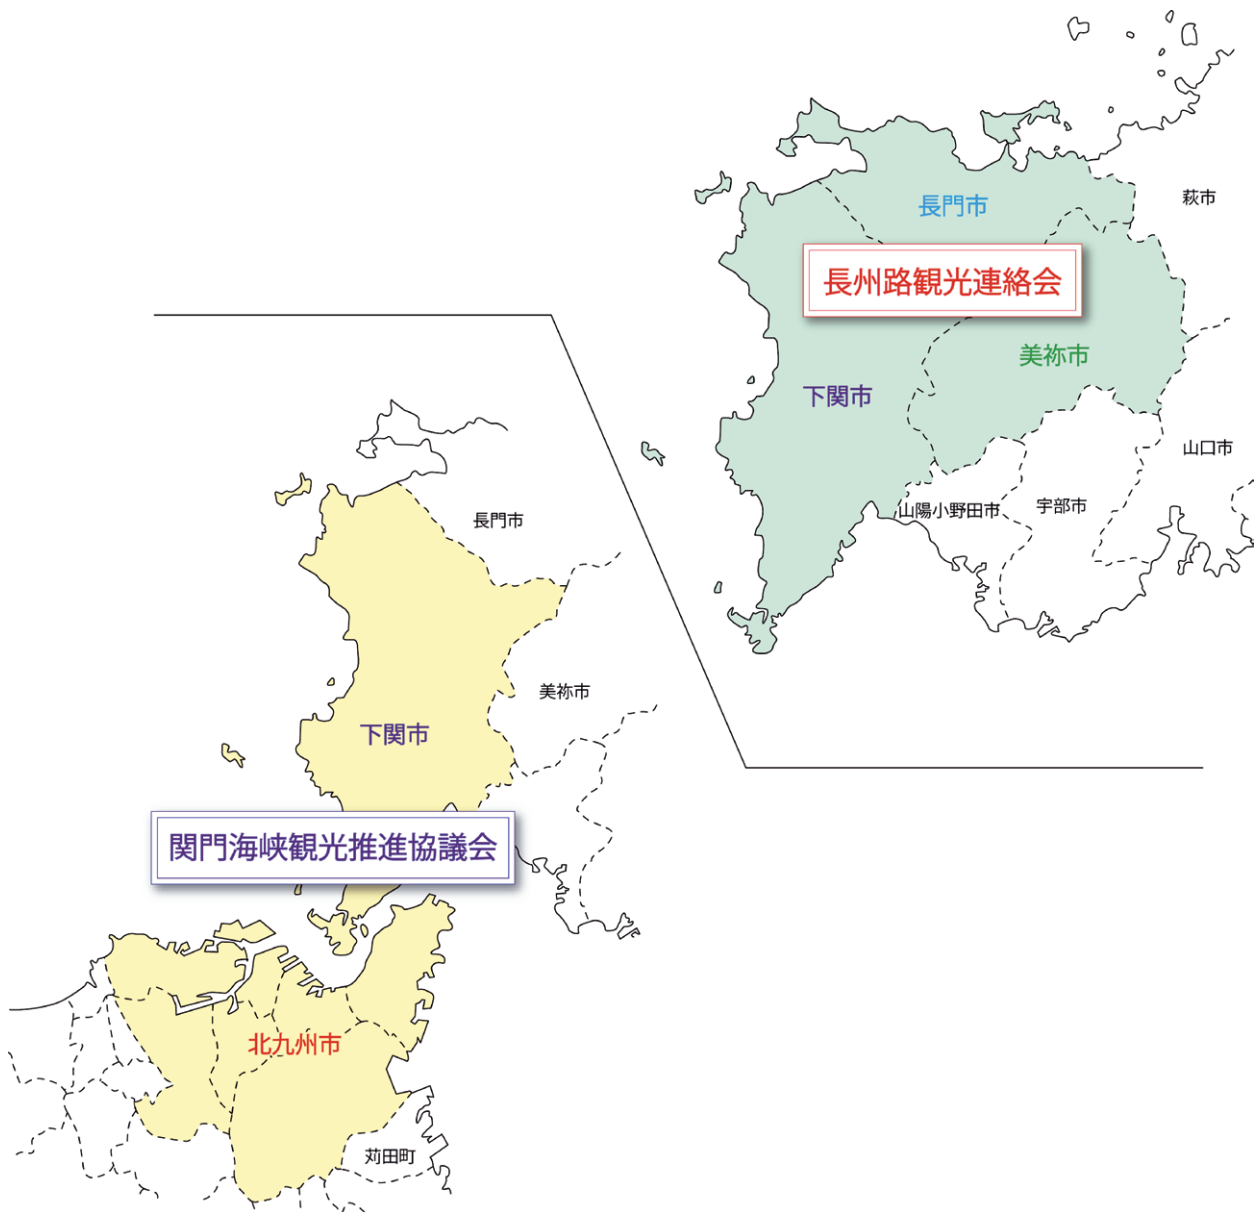 長門市
萩市
長州路観光連絡会
美祢市
下関市
山口市
山陽小野田市
宇部市
長門市
美祢市
下関市
関門海峡観光推進協議会
北九州市
苅田町